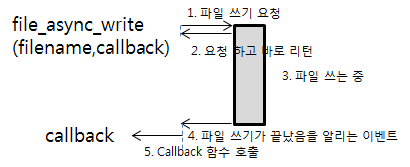 file_async_write
(filename,callback)
1. 파일 쓰기 요청
2. 요청 하고 바로 리턴
3. 파일 쓰는 중
callback
4. 파일 쓰기가 끝났음을 알리는 이벤트
5. Callback 함수 호출